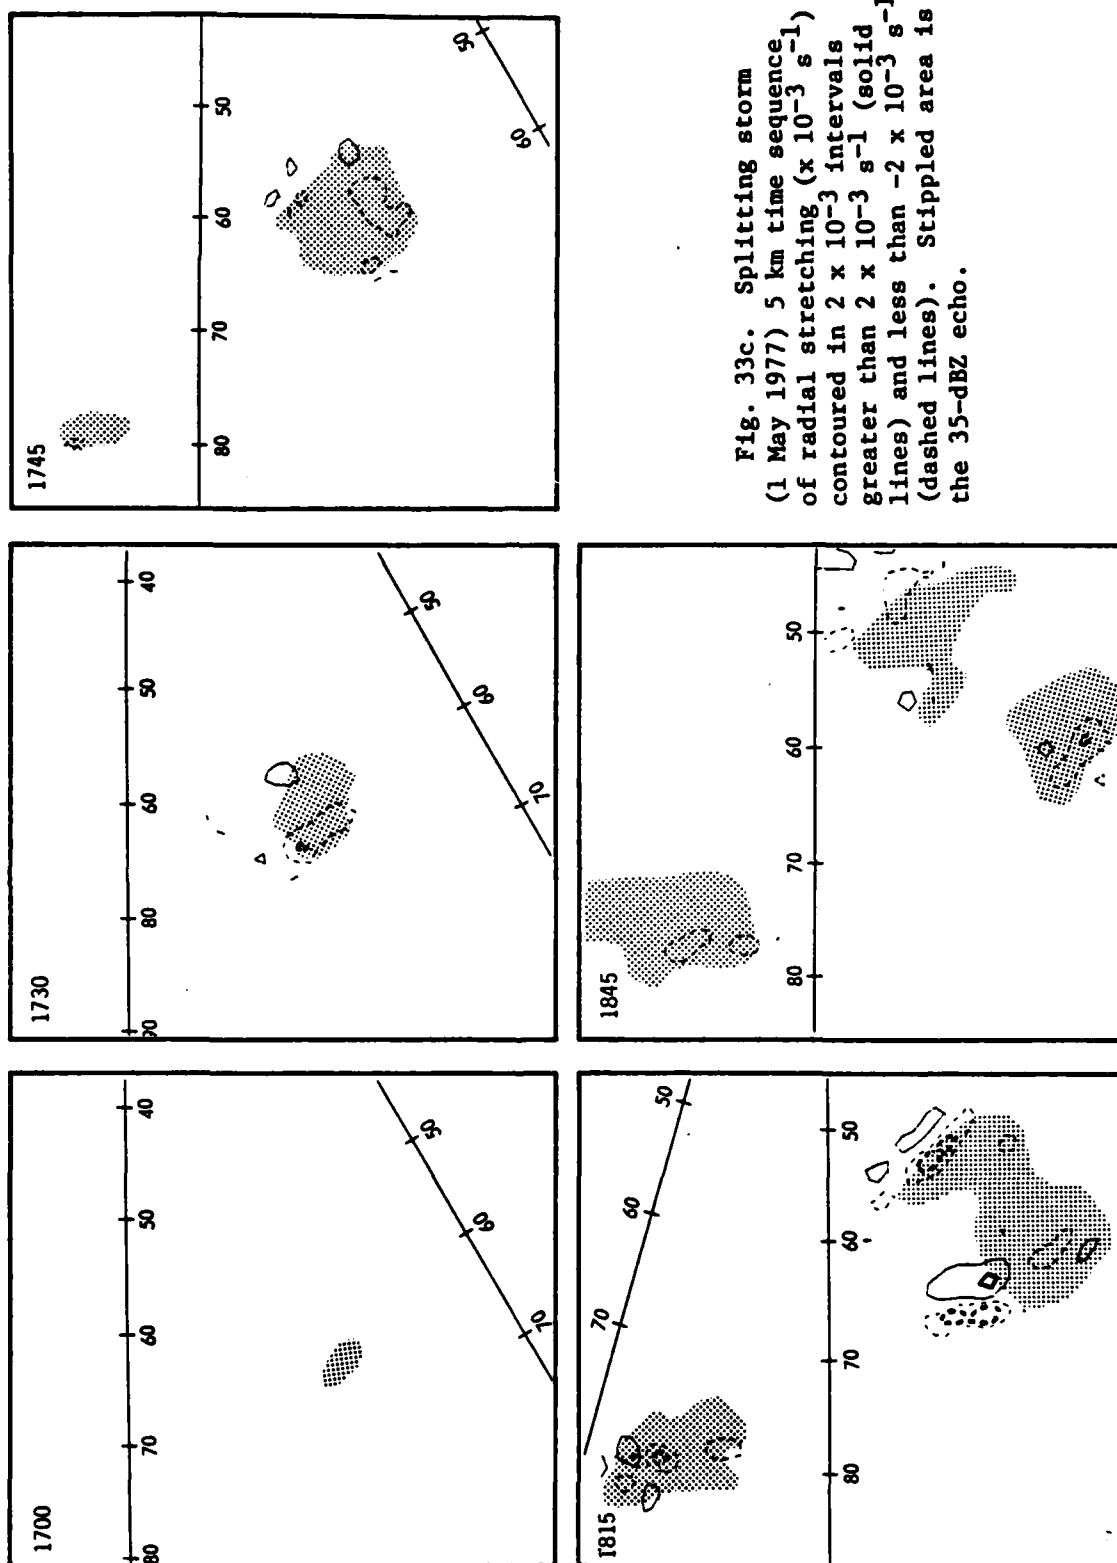 1700
80 70 60 50 40
70 60 50
1730
90 80 70 60 50 40
70 60 50
1745
80 70 60 50
60 50
1815
70 60 50
80 70 60 50
1845
80 70 60 50
Fig. 33c. Splitting storm
(1 May 1977) 5 km time sequence
of radial stretching (x 10⁻³ s⁻¹)
contoured in 2 x 10⁻³ intervals
greater than 2 x 10⁻³ s⁻¹ (solid
lines) and less than -2 x 10⁻³ s⁻¹
(dashed lines). Stippled area is
the 35-dBZ echo.